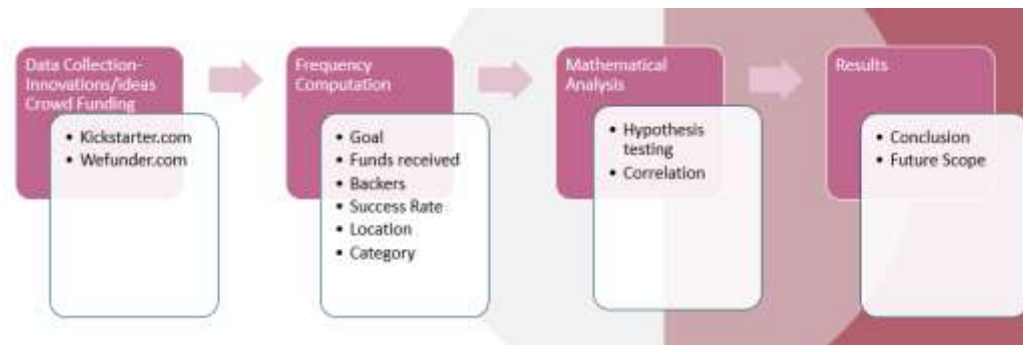 Data Collection-
Innovations/ideas
Crowd Funding
• Kickstarter.com
• Wefunder.com
Frequency
Computation
• Goal
• Funds received
• Backers
• Success Rate
• Location
• Category
Mathematical
Analysis
• Hypothesis
testing
• Correlation
Results
• Conclusion
• Future Scope